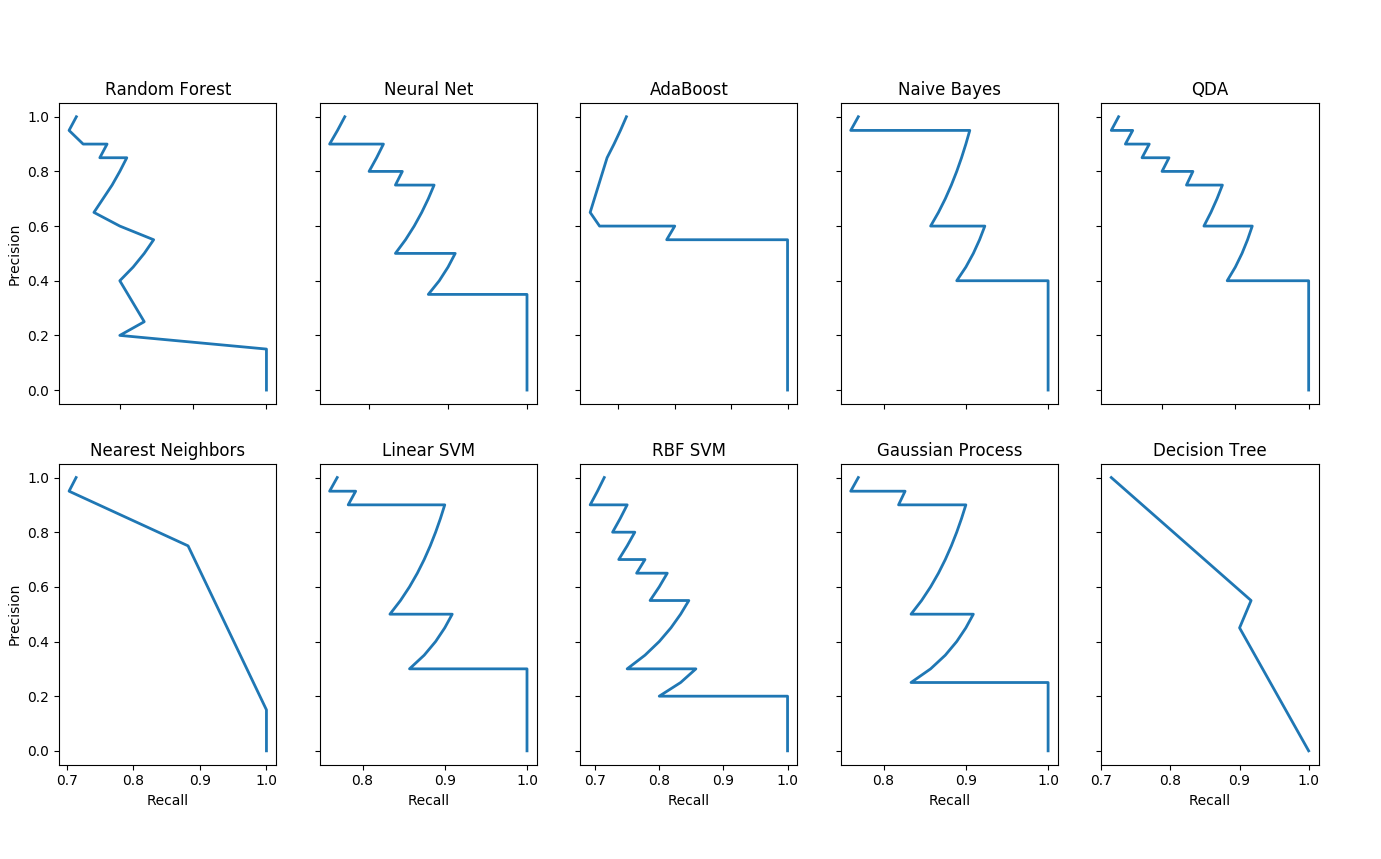 Random Forest
Neural Net
AdaBoost
Naive Bayes
QDA
1.0
0.8
0.6
0.4
0.2
0.0
Precision
Nearest Neighbors
Linear SVM
RBF SVM
Gaussian Process
Decision Tree
1.0
0.8
0.6
0.4
0.2
0.0
Precision
0.7 0.8 0.9 1.0
0.8 0.9 1.0
0.7 0.8 0.9 1.0
0.8 0.9 1.0
0.7 0.8 0.9 1.0
Recall
Recall
Recall
Recall
Recall